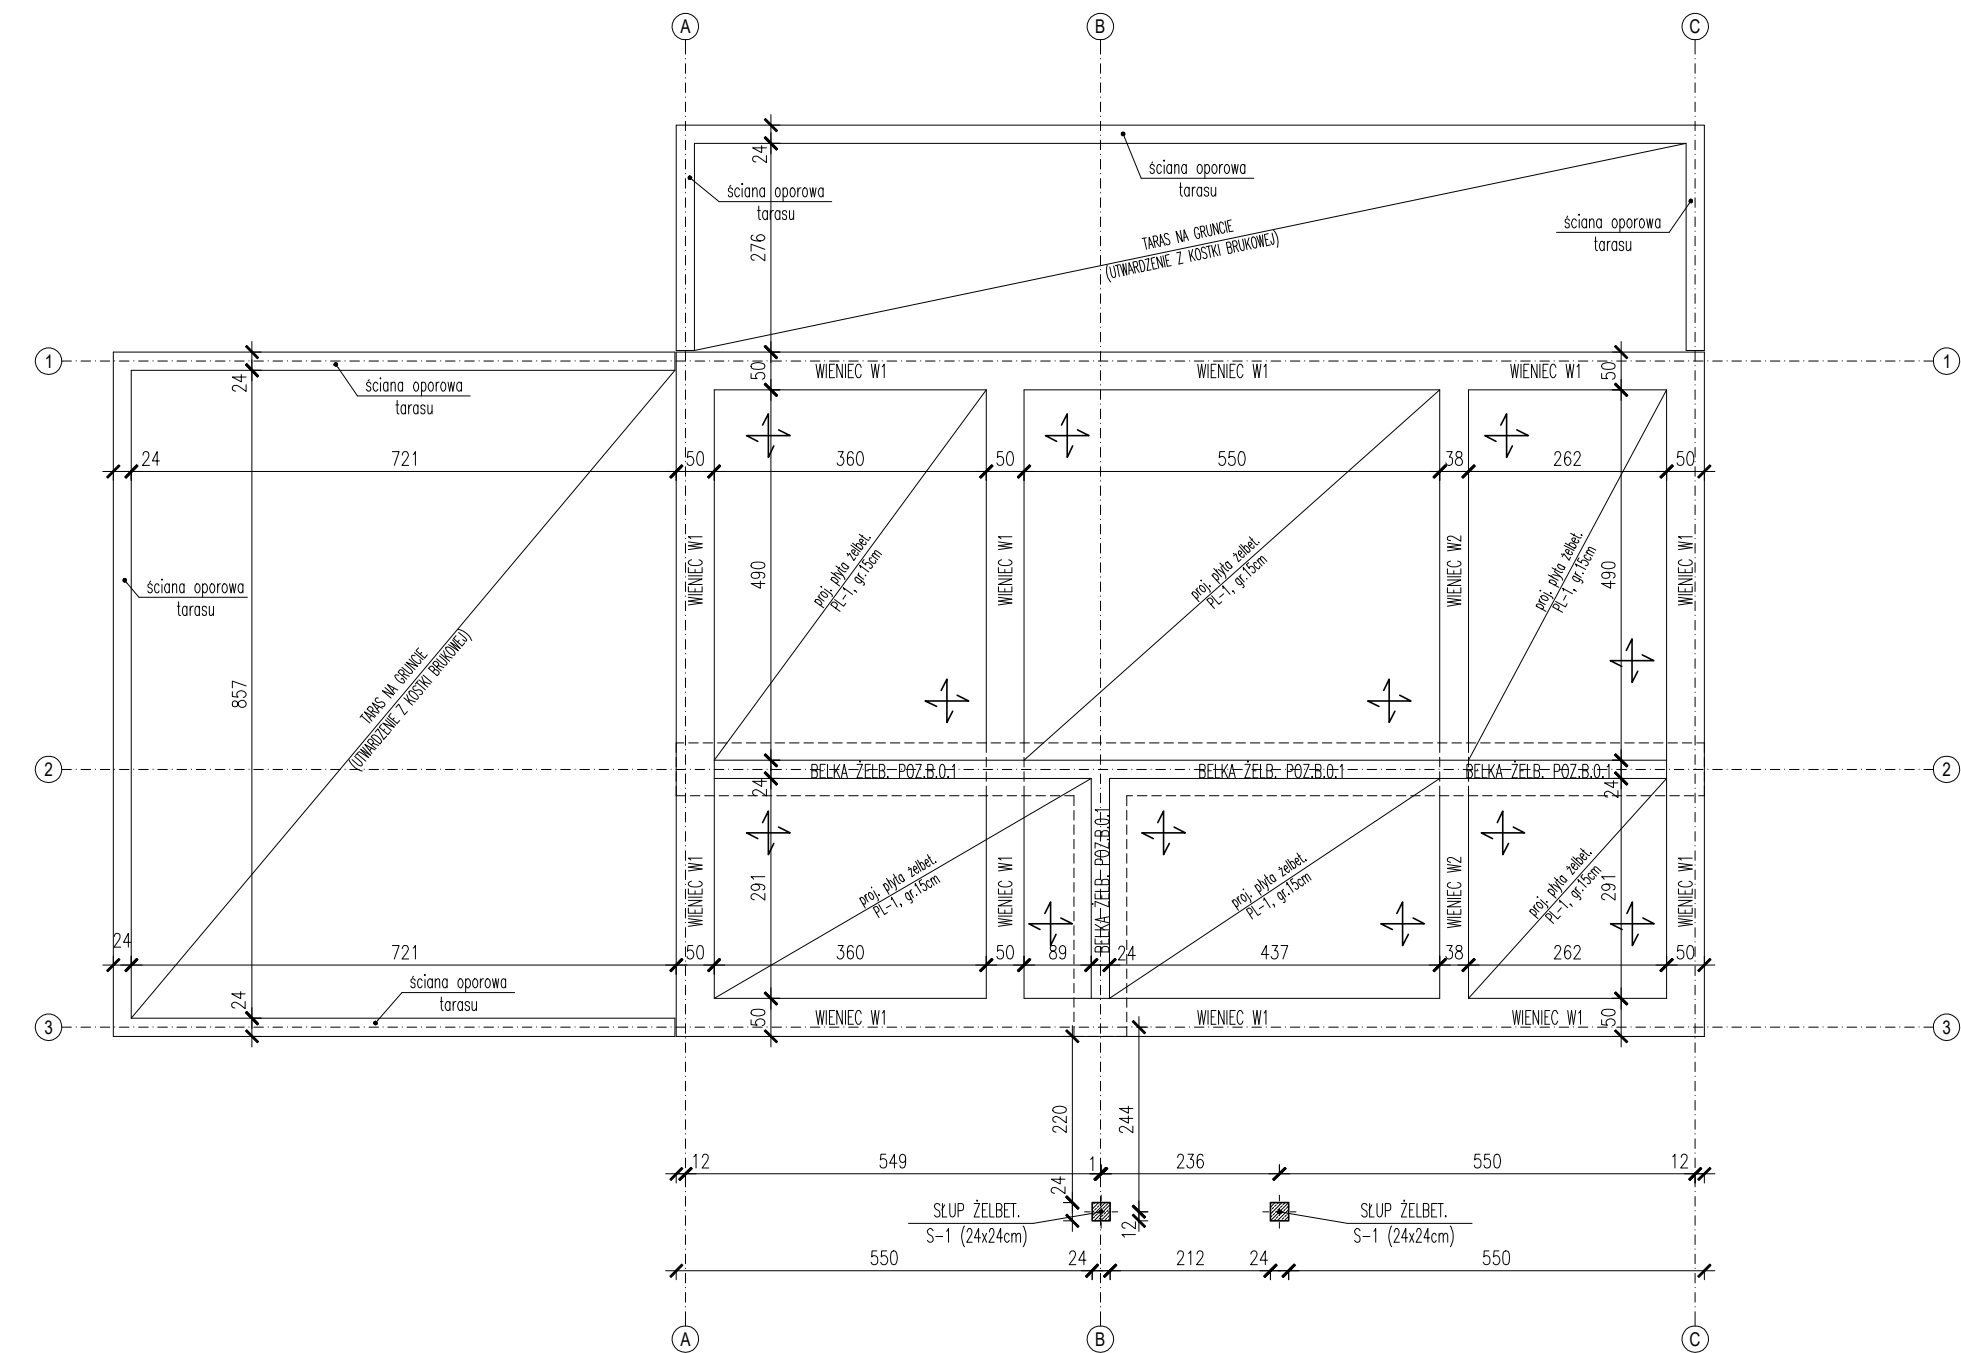 A
B
C
24
ściana oporowa
tarasu
ściana oporowa
tarasu
ściana oporowa
tarasu
276
TARAS NA GRUNCIE
(UTWARDZENIE Z KOSTKI BRUKOWEJ)
1
1
24
ściana oporowa
tarasu
50
WIENIEC W1
WIENIEC W1
WIENIEC W1
50
24
721
50
360
50
550
38
262
50
ściana oporowa
tarasu
WIENIEC W1
490
proj. płyta żelbet.
PL-1, gr.15cm
WIENIEC W1
proj. płyta żelbet.
PL-1, gr.15cm
WIENIEC W2
proj. płyta żelbet.
PL-1, gr.15cm
490
WIENIEC W1
857
TARAS NA GRUNCIE
(UTWARDZENIE Z KOSTKI BRUKOWEJ)
2
BELKA ŻELB. POZ.B.0.1
BELKA ŻELB. POZ.B.0.1
BELKA ŻELB. POZ.B.0.1
2
24
24
WIENIEC W1
291
proj. płyta żelbet.
PL-1, gr.15cm
WIENIEC W1
BELKA ŻELB. POZ.B.0.1
proj. płyta żelbet.
PL-1, gr.15cm
WIENIEC W2
proj. płyta żelbet.
PL-1, gr.15cm
291
WIENIEC W1
24
721
50
360
50
89
24
437
38
262
50
ściana oporowa
tarasu
24
3
50
WIENIEC W1
WIENIEC W1
WIENIEC W1
50
3
220
244
12
549
1
236
550
12
24
SŁUP ŻELBET.
S-1 (24x24cm)
12
SŁUP ŻELBET.
S-1 (24x24cm)
550
24
212
24
550
A
B
C